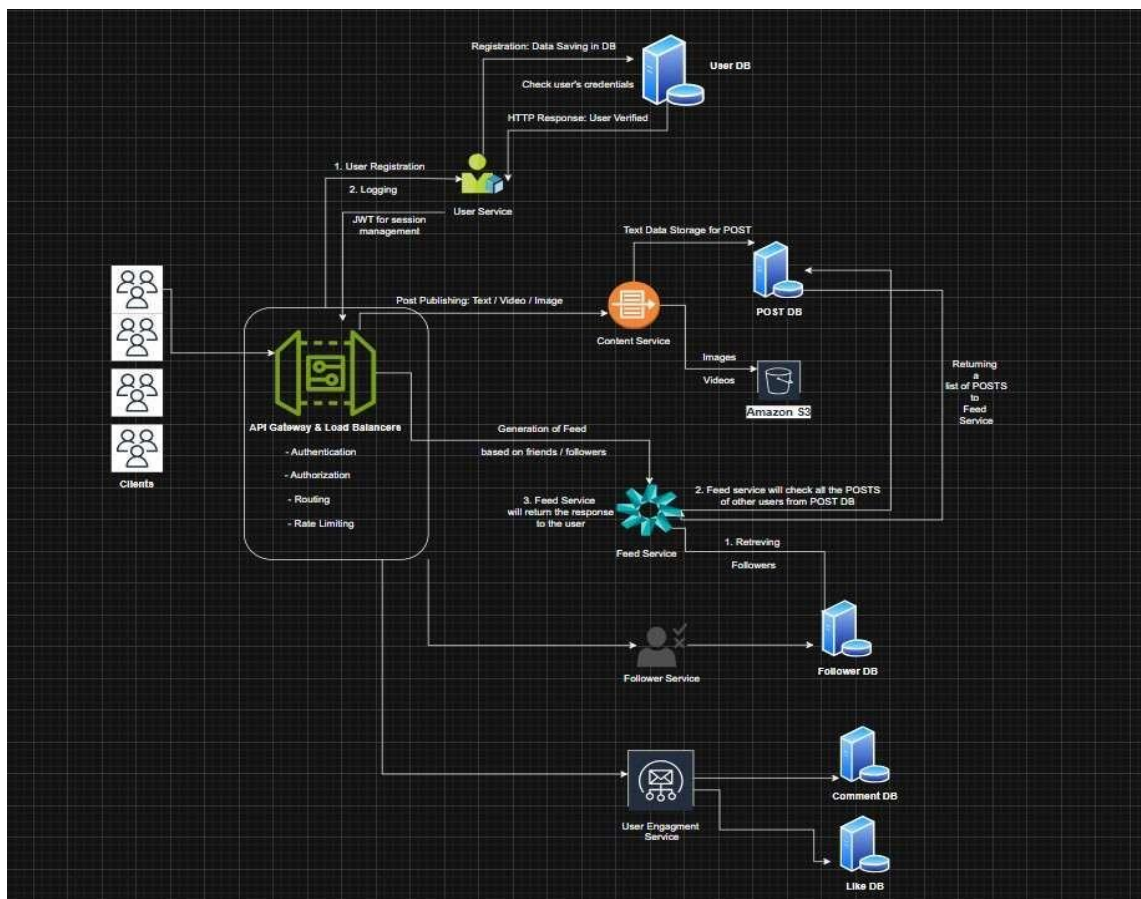 Registration: Data Saving in DB
User DB
Check user's credentials
HTTP Response: User Verified
1. User Registration
2. Logging
User Service
JWT for session
management
Text Data Storage for POST
Post Publishing: Text / Video / Image
POST DB
Content Service
Images
Videos
Amazon S3
Returning
a
list of POSTS
to
Feed
Service
API Gateway & Load Balancers
- Authentication
- Authorization
- Routing
- Rate Limiting
Clients
Generation of Feed
based on friends / followers
3. Feed Service
will return the response
to the user
2. Feed service will check all the POSTS
of other users from POST DB
Feed Service
1. Retreving
Followers
Follower Service
Follower DB
Comment DB
User Engagment
Service
Like DB